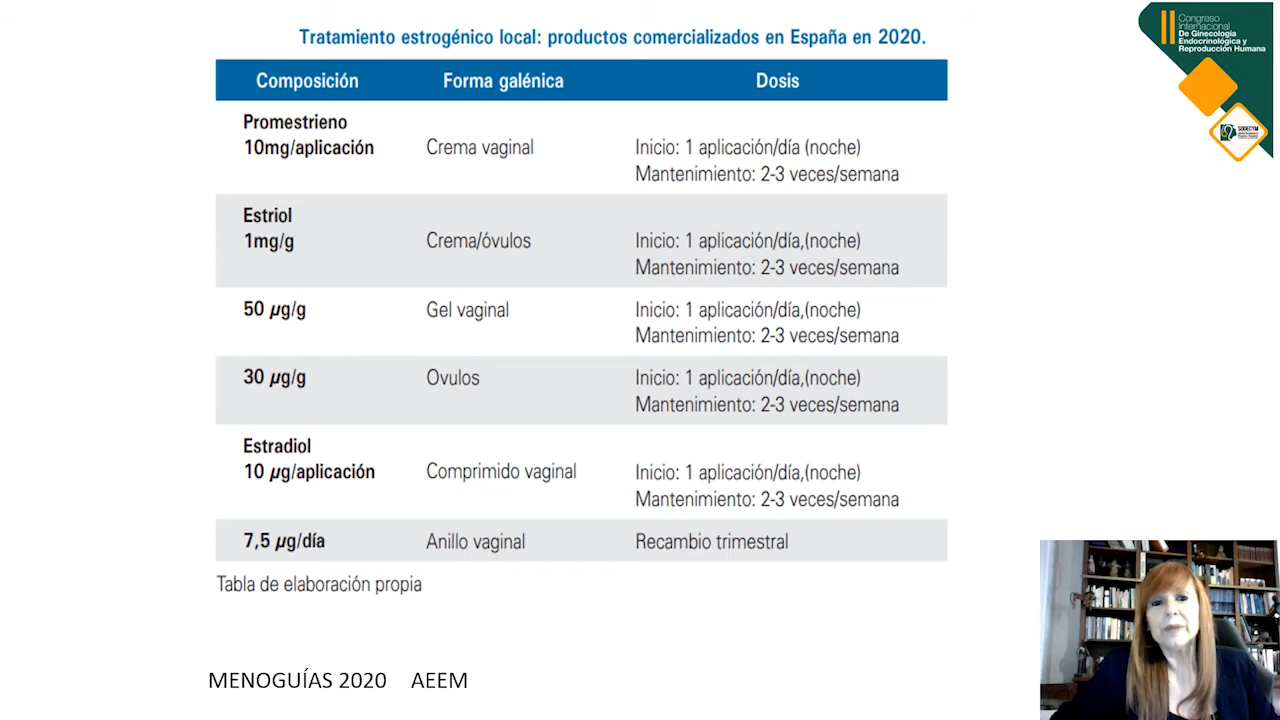 Tratamiento estrogénico local: productos comercializados en España en 2020.
Composición Forma galénica Dosis
Promestrieno
10mg/aplicación Crema vaginal Inicio: 1 aplicación/día (noche)
Mantenimiento: 2-3 veces/semana
Estriol
1mg/g Crema/óvulos Inicio: 1 aplicación/día,(noche)
Mantenimiento: 2-3 veces/semana
50 µg/g Gel vaginal Inicio: 1 aplicación/día,(noche)
Mantenimiento: 2-3 veces/semana
30 µg/g Ovulos Inicio: 1 aplicación/día,(noche)
Mantenimiento: 2-3 veces/semana
Estradiol
10 µg/aplicación Comprimido vaginal Inicio: 1 aplicación/día,(noche)
Mantenimiento: 2-3 veces/semana
7,5 µg/día Anillo vaginal Recambio trimestral
Tabla de elaboración propia
MENOGUÍAS 2020 AEEM
II Congreso
Internacional
De Ginecología
Endocrinológica y
Reproducción Humana
SODEGYM